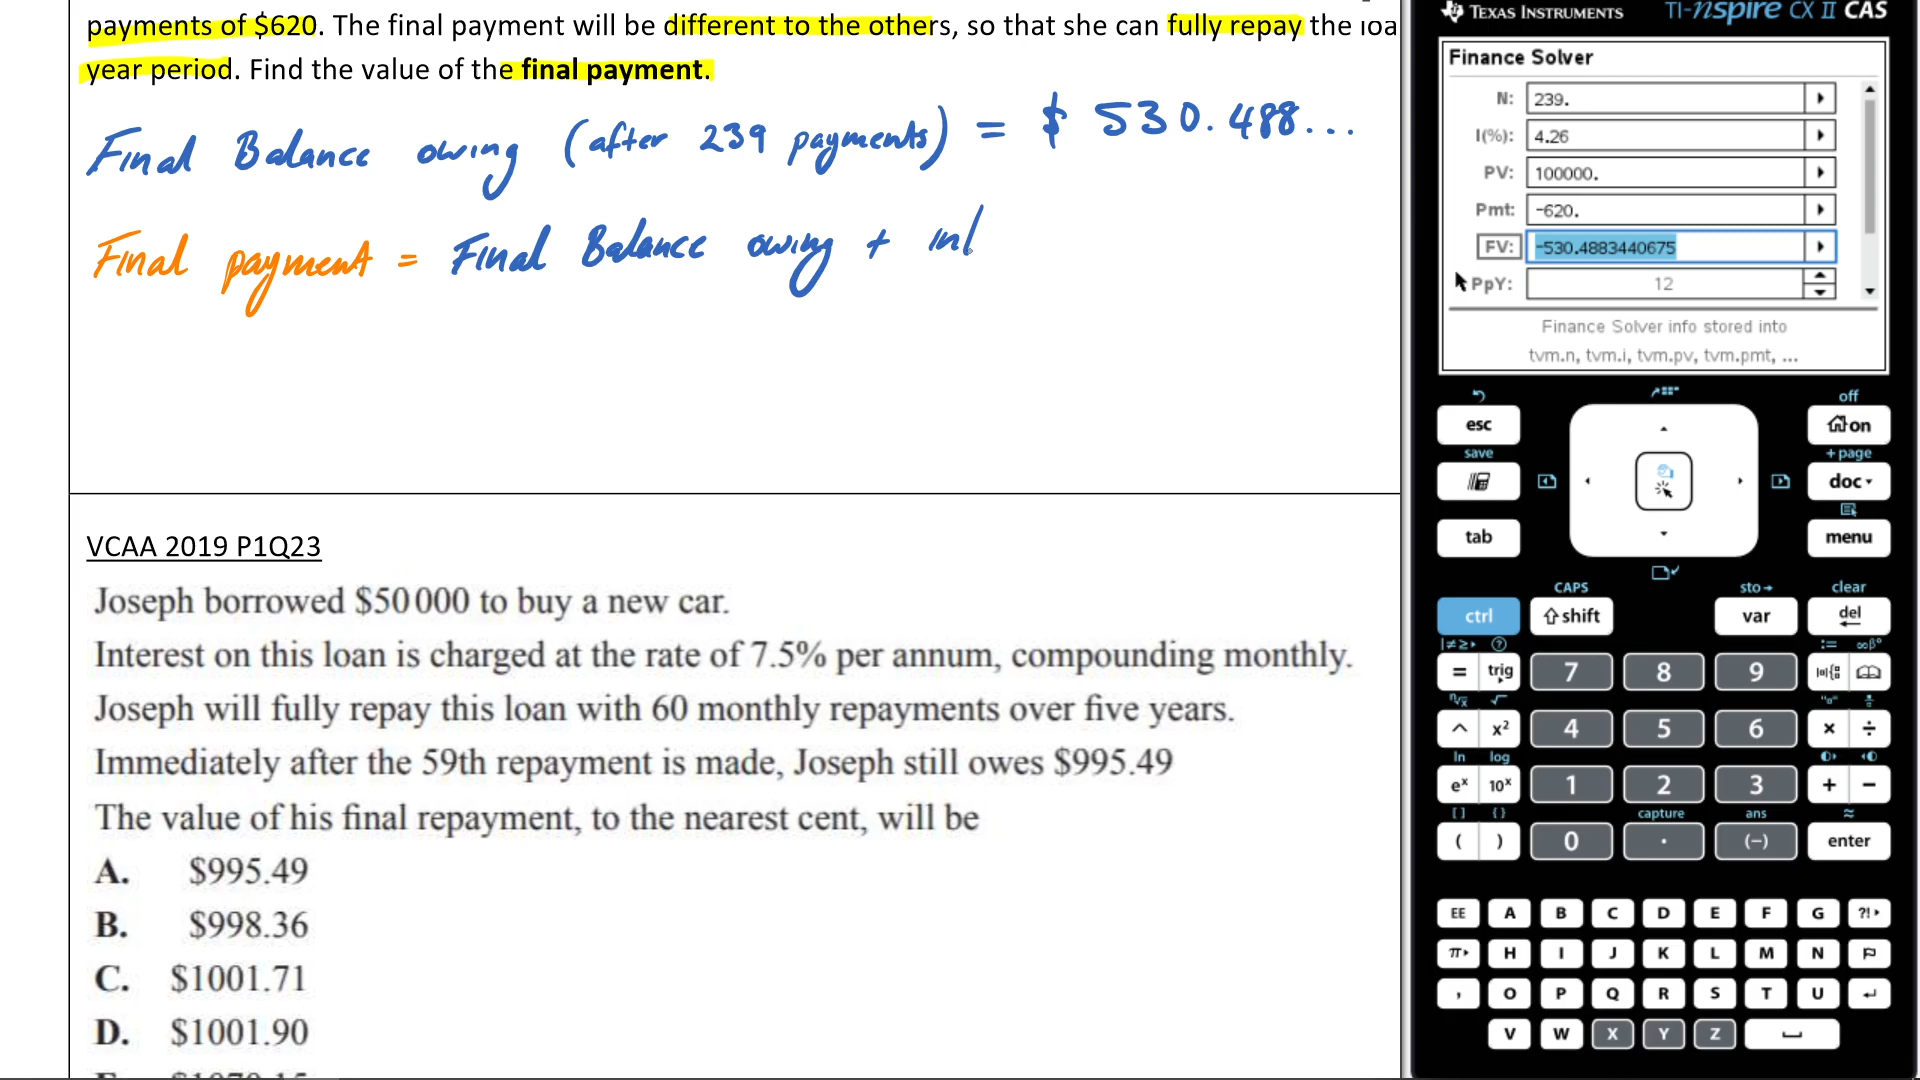 payments of $620. The final payment will be different to the others, so that she can fully repay the loa
year period. Find the value of the final payment.
Final Balance owing (after 239 payments) = $ 530.488...
Final payment = Final Balance owing +
VCAA 2019 P1Q23
Joseph borrowed $50 000 to buy a new car.
Interest on this loan is charged at the rate of 7.5% per annum, compounding monthly.
Joseph will fully repay this loan with 60 monthly repayments over five years.
Immediately after the 59th repayment is made, Joseph still owes $995.49
The value of his final repayment, to the nearest cent, will be
A. $995.49
B. $998.36
C. $1001.71
D. $1001.90
TEXAS INSTRUMENTS TI-nspire CX II CAS
Finance Solver
N: 239.
I(%): 4.26
PV: 100000.
Pmt: -620.
FV: -530.4883440675
PpY: 12
Finance Solver info stored into
tvm.n, tvm.i, tvm.pv, tvm.pmt, ...
off
esc on
save +page
doc
tab menu
CAPS sto→ clear
ctrl shift var del
= trig 7 8 9
^ x² 4 5 6 × ÷
ln log
eˣ 10ˣ 1 2 3 + −
[] {} capture ans ≈
( ) 0 . (−) enter
EE A B C D E F G ?!
π H I J K L M N
, O P Q R S T U
V W X Y Z